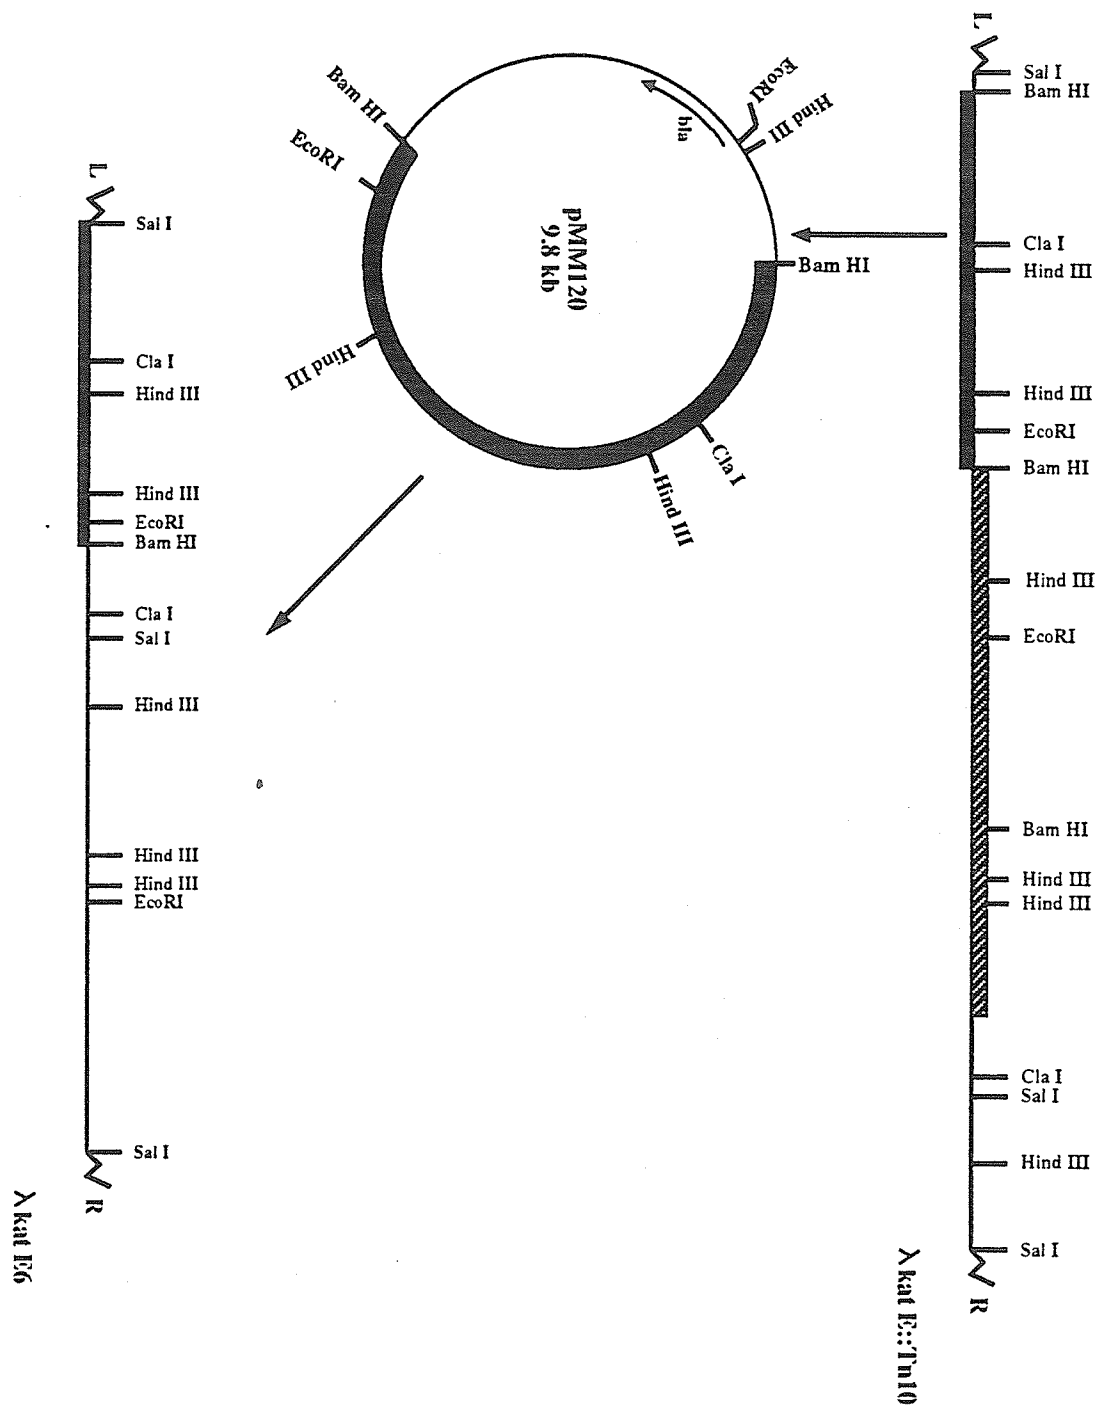 L
Sal I
Bam HI
Cla I
Hind III
Hind III
EcoRI
Bam HI
Hind III
EcoRI
Bam HI
Hind III
Hind III
Cla I
Sal I
Hind III
Sal I
R
λ kat E::Tn10
EcoRI
Hind III
bla
Bam HI
EcoRI
pMM120
9.8 kb
Bam HI
Hind III
Cla I
Hind III
L
Sal I
Cla I
Hind III
Hind III
EcoRI
Bam HI
Cla I
Sal I
Hind III
Hind III
Hind III
EcoRI
Sal I
R
λ kat E6